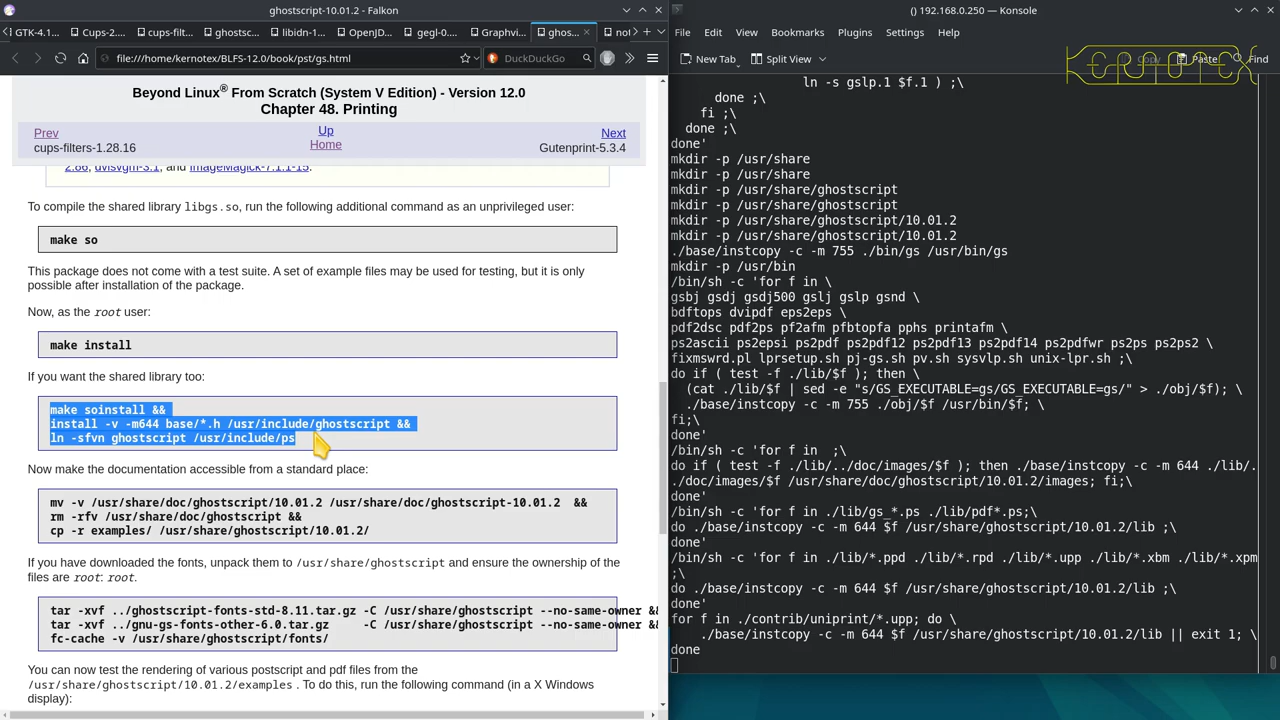 ghostscript-10.01.2 - Falkon
GTK-4.1...
Cups-2....
cups-filt...
ghostsc...
libidn-1...
OpenJD...
gegl-0....
Graphvi...
ghos...
not
file:///home/kernotex/BLFS-12.0/book/pst/gs.html
DuckDuckGo
Beyond Linux® From Scratch (System V Edition) - Version 12.0
Chapter 48. Printing
Prev
Up
Next
cups-filters-1.28.16
Home
Gutenprint-5.3.4
2.86, dvisvgm-3.1, and ImageMagick-7.1.1-15.
To compile the shared library libgs.so, run the following additional command as an unprivileged user:
make so
This package does not come with a test suite. A set of example files may be used for testing, but it is only
possible after installation of the package.
Now, as the root user:
make install
If you want the shared library too:
make soinstall &&
install -v -m644 base/*.h /usr/include/ghostscript &&
ln -sfvn ghostscript /usr/include/ps
Now make the documentation accessible from a standard place:
mv -v /usr/share/doc/ghostscript/10.01.2 /usr/share/doc/ghostscript-10.01.2  &&
rm -rfv /usr/share/doc/ghostscript &&
cp -r examples/ /usr/share/ghostscript/10.01.2/
If you have downloaded the fonts, unpack them to /usr/share/ghostscript and ensure the ownership of the
files are root: root.
tar -xvf ../ghostscript-fonts-std-8.11.tar.gz -C /usr/share/ghostscript --no-same-owner &&
tar -xvf ../gnu-gs-fonts-other-6.0.tar.gz     -C /usr/share/ghostscript --no-same-owner &&
fc-cache -v /usr/share/ghostscript/fonts/
You can now test the rendering of various postscript and pdf files from the
/usr/share/ghostscript/10.01.2/examples . To do this, run the following command (in a X Windows
display):
() 192.168.0.250 — Konsole
File Edit View Bookmarks Plugins Settings Help
New Tab
Split View
Copy
Paste
Find
KERNOTEX
ln -s gslp.1 $f.1 ) ;\
done ;\
fi ;\
done ;\
done'
mkdir -p /usr/share
mkdir -p /usr/share
mkdir -p /usr/share/ghostscript
mkdir -p /usr/share/ghostscript
mkdir -p /usr/share/ghostscript/10.01.2
mkdir -p /usr/share/ghostscript/10.01.2
./base/instcopy -c -m 755 ./bin/gs /usr/bin/gs
mkdir -p /usr/bin
/bin/sh -c 'for f in \
gsbj gsdj gsdj500 gslj gslp gsnd \
bdftops dvipdf eps2eps \
pdf2dsc pdf2ps pf2afm pfbtopfa pphs printafm \
ps2ascii ps2epsi ps2pdf ps2pdf12 ps2pdf13 ps2pdf14 ps2pdfwr ps2ps ps2ps2 \
fixmswrd.pl lprsetup.sh pj-gs.sh pv.sh sysvlp.sh unix-lpr.sh ;\
do if ( test -f ./lib/$f ); then \
(cat ./lib/$f | sed -e "s/GS_EXECUTABLE=gs/GS_EXECUTABLE=gs/" > ./obj/$f); \
./base/instcopy -c -m 755 ./obj/$f /usr/bin/$f; \
fi;\
done'
/bin/sh -c 'for f in  ;\
do if ( test -f ./lib/../doc/images/$f ); then ./base/instcopy -c -m 644 ./lib/.
./doc/images/$f /usr/share/doc/ghostscript/10.01.2/images; fi;\
done'
/bin/sh -c 'for f in ./lib/gs_*.ps ./lib/pdf*.ps;\
do ./base/instcopy -c -m 644 $f /usr/share/ghostscript/10.01.2/lib ;\
done'
/bin/sh -c 'for f in ./lib/*.ppd ./lib/*.rpd ./lib/*.upp ./lib/*.xbm ./lib/*.xpm
;\
do ./base/instcopy -c -m 644 $f /usr/share/ghostscript/10.01.2/lib ;\
done'
for f in ./contrib/uniprint/*.upp; do \
./base/instcopy -c -m 644 $f /usr/share/ghostscript/10.01.2/lib || exit 1; \
done